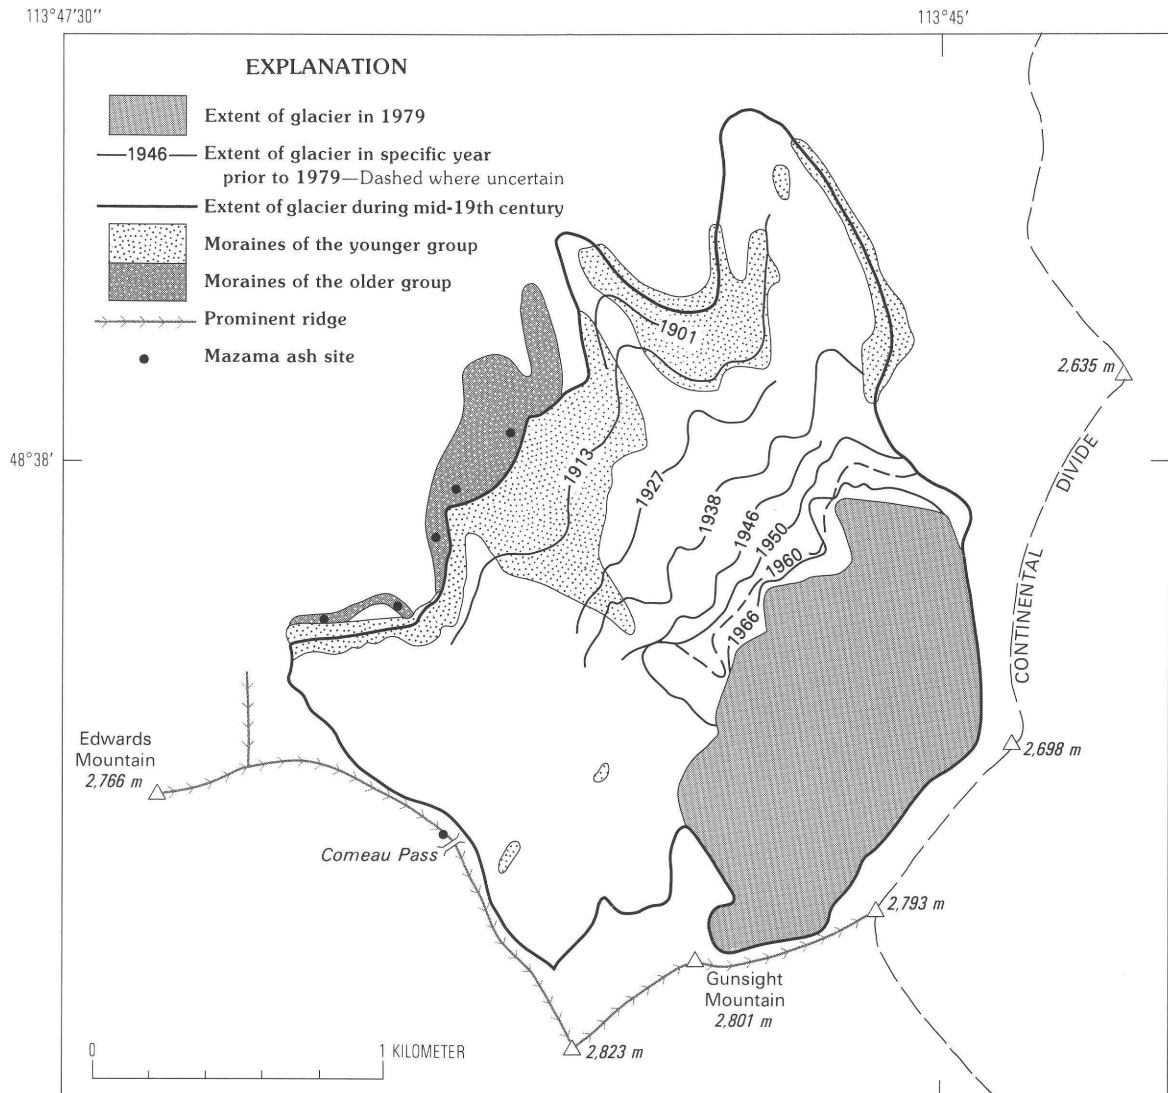 113°47'30"
113°45'
EXPLANATION
Extent of glacier in 1979
1946
Extent of glacier in specific year
prior to 1979—Dashed where uncertain
Extent of glacier during mid-19th century
Moraines of the younger group
Moraines of the older group
Prominent ridge
Mazama ash site
1901
2,635 m
48°38'
1913
1927
1938
1946
1950
1960
1966
CONTINENTAL DIVIDE
Edwards
Mountain
2,766 m
2,698 m
Comeau Pass
2,793 m
Gunsight
Mountain
2,801 m
2,823 m
0
1 KILOMETER